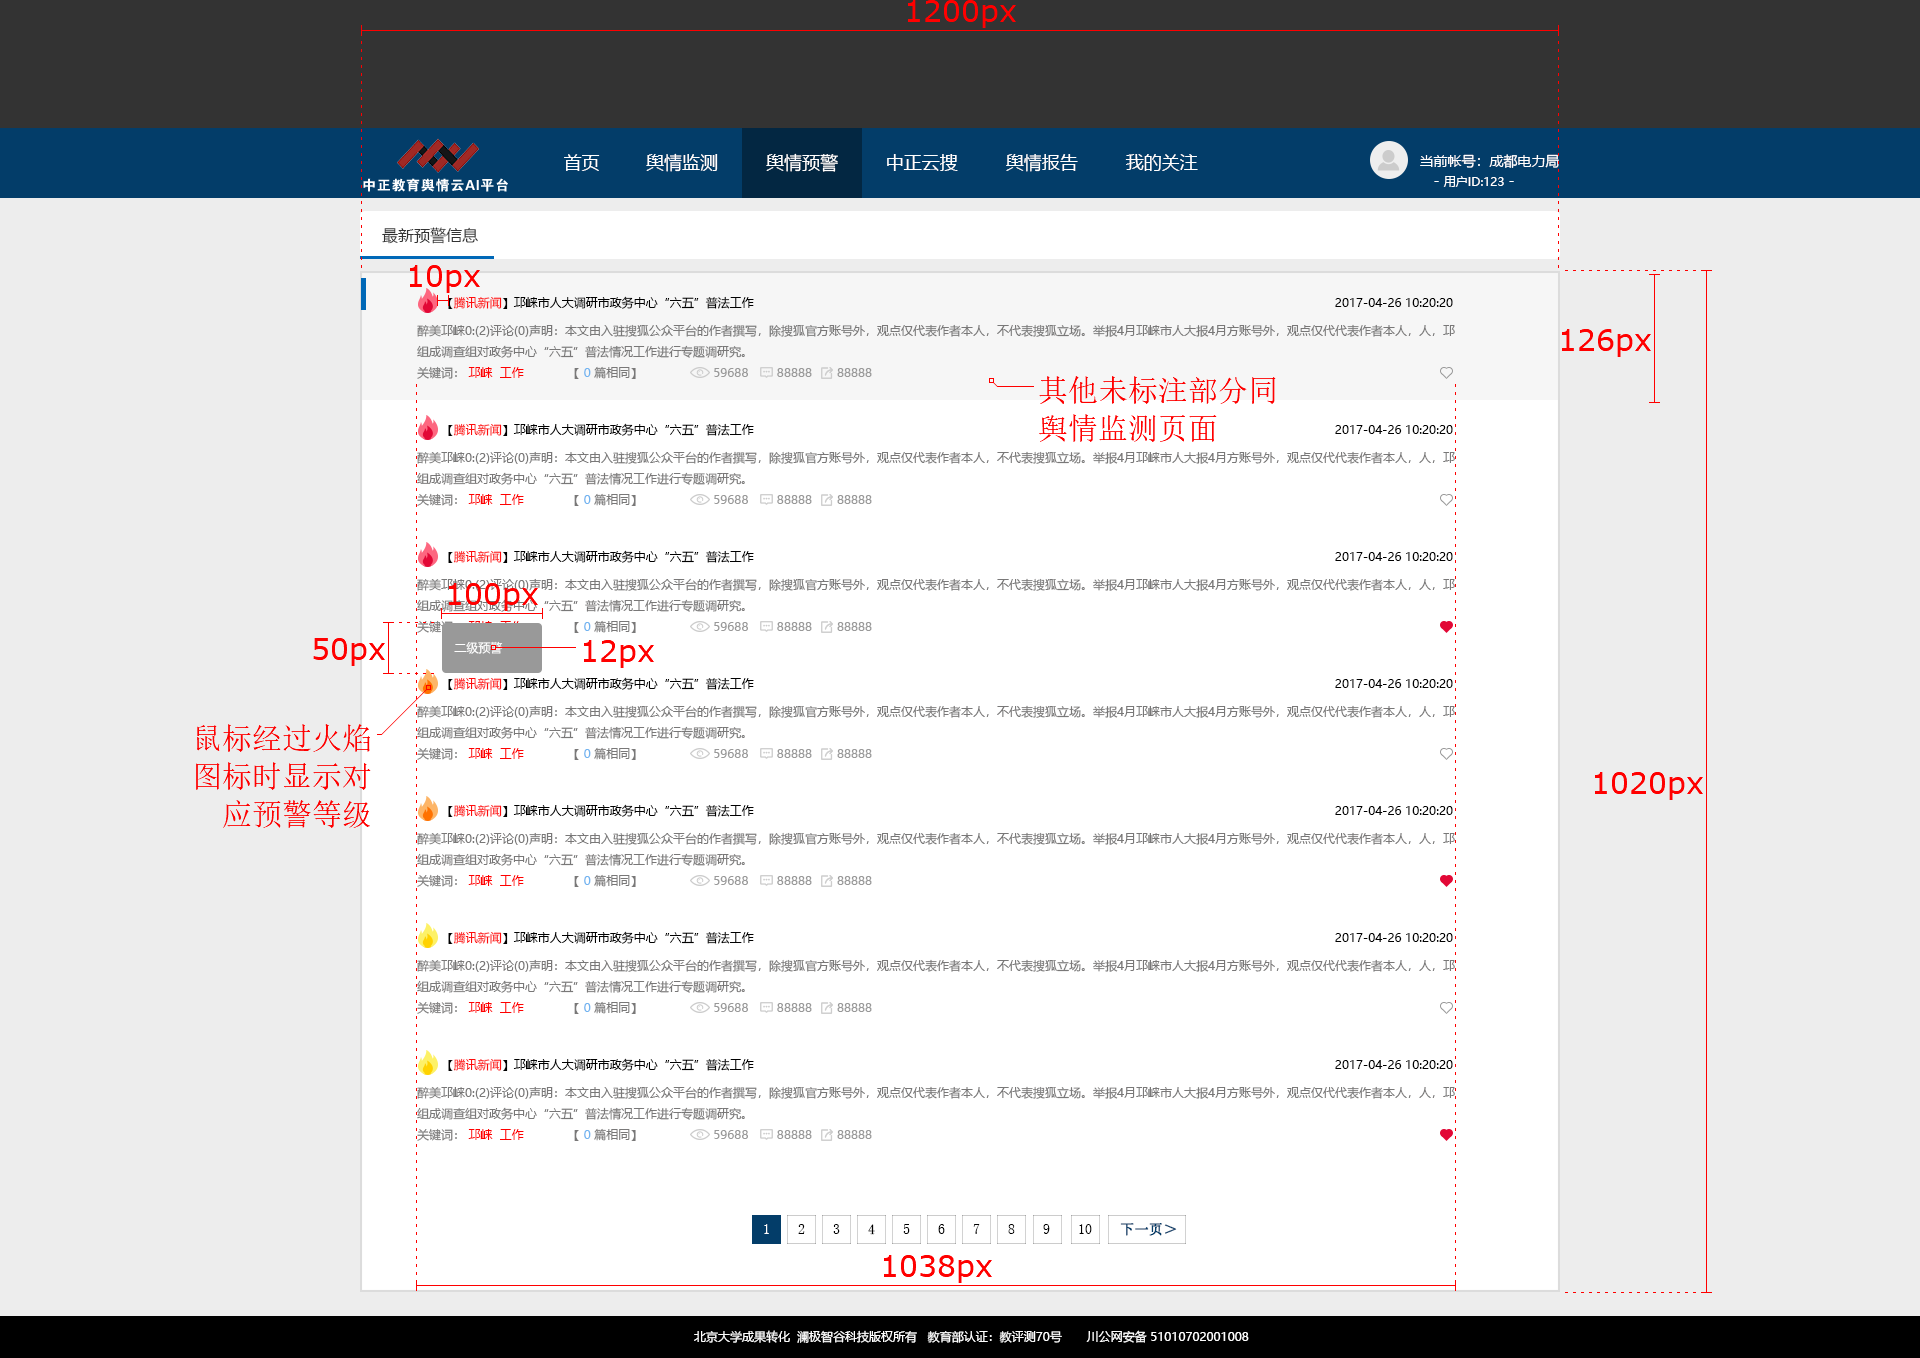 1200px
中正教育舆情云AI平台
首页 舆情监测 舆情预警 中正云搜 舆情报告 我的关注
当前帐号：成都电力局
- 用户ID:123 -
最新预警信息
10px
【腾讯新闻】邛崃市人大调研市政务中心“六五”普法工作 2017-04-26 10:20:20
醉美邛崃0:(2)评论(0)声明：本文由入驻搜狐公众平台的作者撰写，除搜狐官方账号外，观点仅代表作者本人，不代表搜狐立场。举报4月邛崃市人大报4月方账号外，观点仅代代表作者本人，人，邛
组成调查组对政务中心“六五”普法情况工作进行专题调研究。
关键词： 邛崃 工作 【 0 篇相同】 59688 88888 88888
126px
其他未标注部分同
舆情监测页面
【腾讯新闻】邛崃市人大调研市政务中心“六五”普法工作 2017-04-26 10:20:20
醉美邛崃0:(2)评论(0)声明：本文由入驻搜狐公众平台的作者撰写，除搜狐官方账号外，观点仅代表作者本人，不代表搜狐立场。举报4月邛崃市人大报4月方账号外，观点仅代代表作者本人，人，邛
组成调查组对政务中心“六五”普法情况工作进行专题调研究。
关键词： 邛崃 工作 【 0 篇相同】 59688 88888 88888
【腾讯新闻】邛崃市人大调研市政务中心“六五”普法工作 2017-04-26 10:20:20
醉美邛崃0:(2)评论(0)声明：本文由入驻搜狐公众平台的作者撰写，除搜狐官方账号外，观点仅代表作者本人，不代表搜狐立场。举报4月邛崃市人大报4月方账号外，观点仅代代表作者本人，人，邛
100px
组成调查组对政务中心“六五”普法情况工作进行专题调研究。
关键词 【 0 篇相同】 59688 88888 88888
50px
二级预警
12px
【腾讯新闻】邛崃市人大调研市政务中心“六五”普法工作 2017-04-26 10:20:20
醉美邛崃0:(2)评论(0)声明：本文由入驻搜狐公众平台的作者撰写，除搜狐官方账号外，观点仅代表作者本人，不代表搜狐立场。举报4月邛崃市人大报4月方账号外，观点仅代代表作者本人，人，邛
组成调查组对政务中心“六五”普法情况工作进行专题调研究。
关键词： 邛崃 工作 【 0 篇相同】 59688 88888 88888
鼠标经过火焰
图标时显示对
应预警等级
1020px
【腾讯新闻】邛崃市人大调研市政务中心“六五”普法工作 2017-04-26 10:20:20
醉美邛崃0:(2)评论(0)声明：本文由入驻搜狐公众平台的作者撰写，除搜狐官方账号外，观点仅代表作者本人，不代表搜狐立场。举报4月邛崃市人大报4月方账号外，观点仅代代表作者本人，人，邛
组成调查组对政务中心“六五”普法情况工作进行专题调研究。
关键词： 邛崃 工作 【 0 篇相同】 59688 88888 88888
【腾讯新闻】邛崃市人大调研市政务中心“六五”普法工作 2017-04-26 10:20:20
醉美邛崃0:(2)评论(0)声明：本文由入驻搜狐公众平台的作者撰写，除搜狐官方账号外，观点仅代表作者本人，不代表搜狐立场。举报4月邛崃市人大报4月方账号外，观点仅代代表作者本人，人，邛
组成调查组对政务中心“六五”普法情况工作进行专题调研究。
关键词： 邛崃 工作 【 0 篇相同】 59688 88888 88888
【腾讯新闻】邛崃市人大调研市政务中心“六五”普法工作 2017-04-26 10:20:20
醉美邛崃0:(2)评论(0)声明：本文由入驻搜狐公众平台的作者撰写，除搜狐官方账号外，观点仅代表作者本人，不代表搜狐立场。举报4月邛崃市人大报4月方账号外，观点仅代代表作者本人，人，邛
组成调查组对政务中心“六五”普法情况工作进行专题调研究。
关键词： 邛崃 工作 【 0 篇相同】 59688 88888 88888
1 2 3 4 5 6 7 8 9 10 下一页>
1038px
北京大学成果转化 澜极智谷科技版权所有 教育部认证：教评测70号 川公网安备 51010702001008